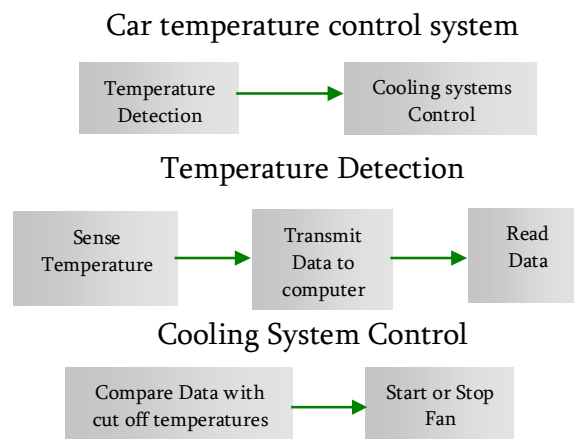 Car temperature control system
Temperature
Detection
Cooling systems
Control
Temperature Detection
Sense
Temperature
Transmit
Data to
computer
Read
Data
Cooling System Control
Compare Data with
cut off temperatures
Start or Stop
Fan